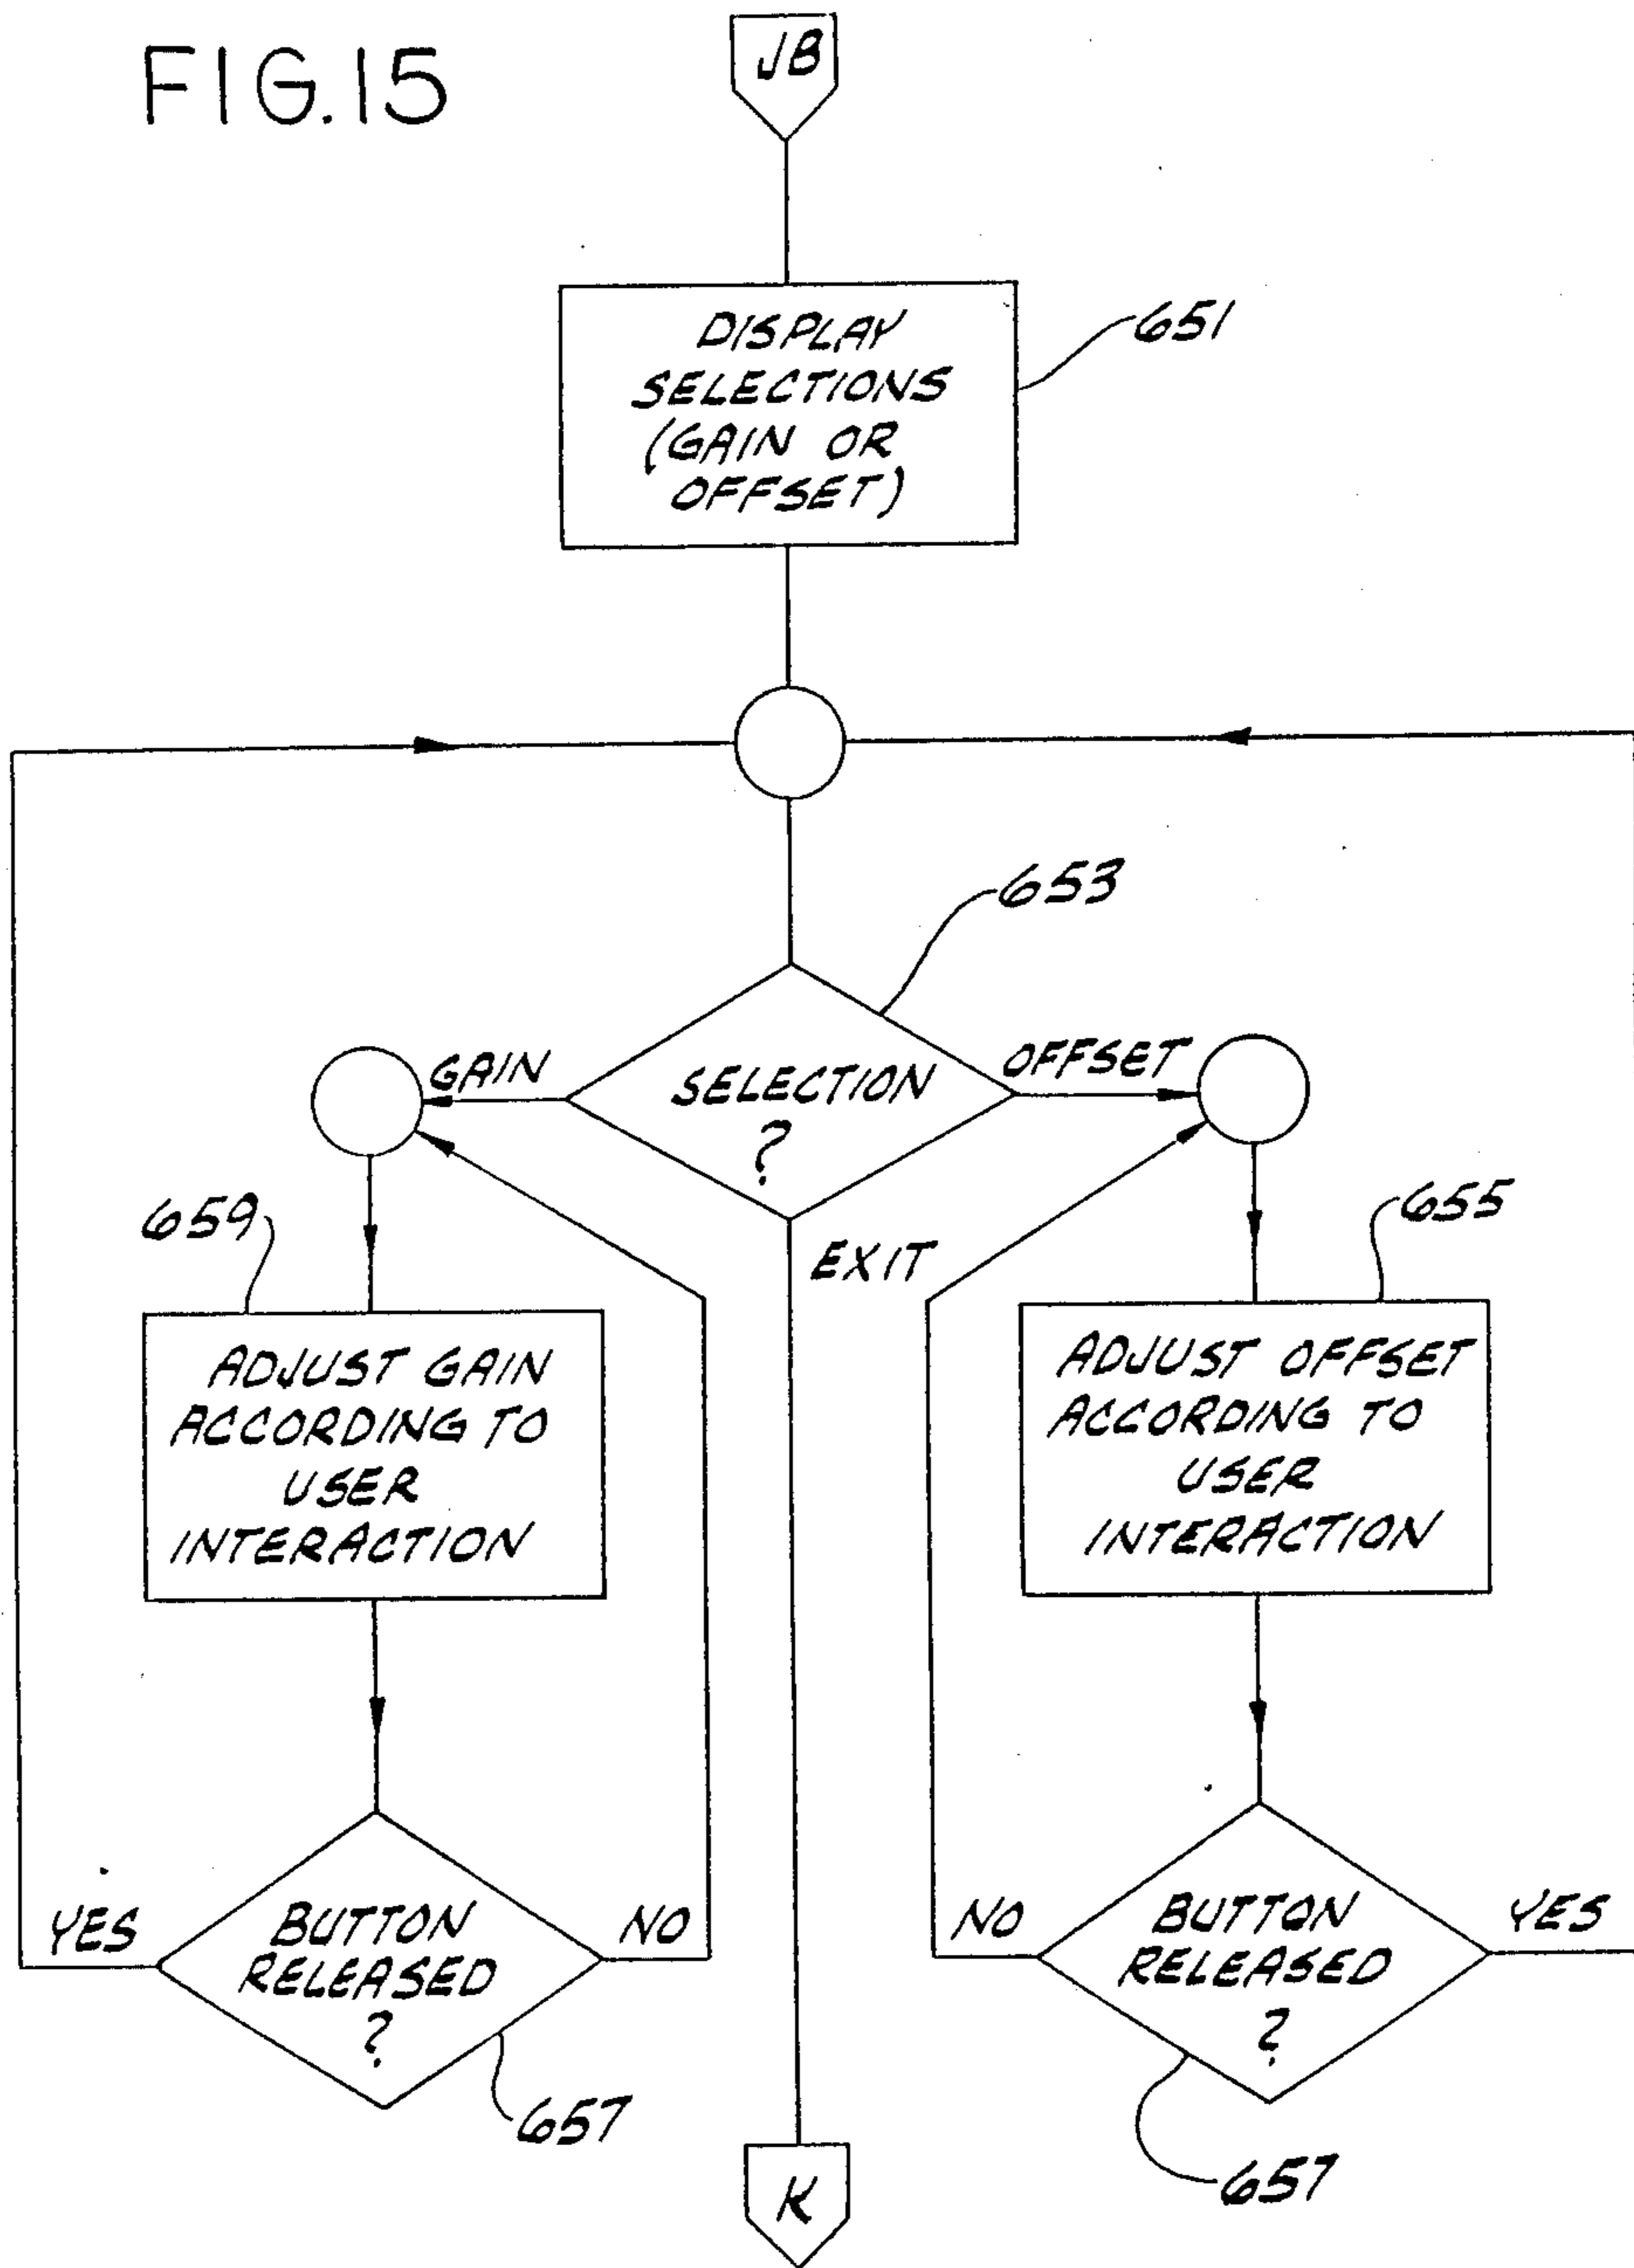 FIG.15
JB
DISPLAY
SELECTIONS
(GAIN OR
OFFSET)
651
653
GAIN
SELECTION
?
OFFSET
EXIT
659
ADJUST GAIN
ACCORDING TO
USER
INTERACTION
655
ADJUST OFFSET
ACCORDING TO
USER
INTERACTION
YES
BUTTON
RELEASED
?
NO
657
NO
BUTTON
RELEASED
?
YES
657
K